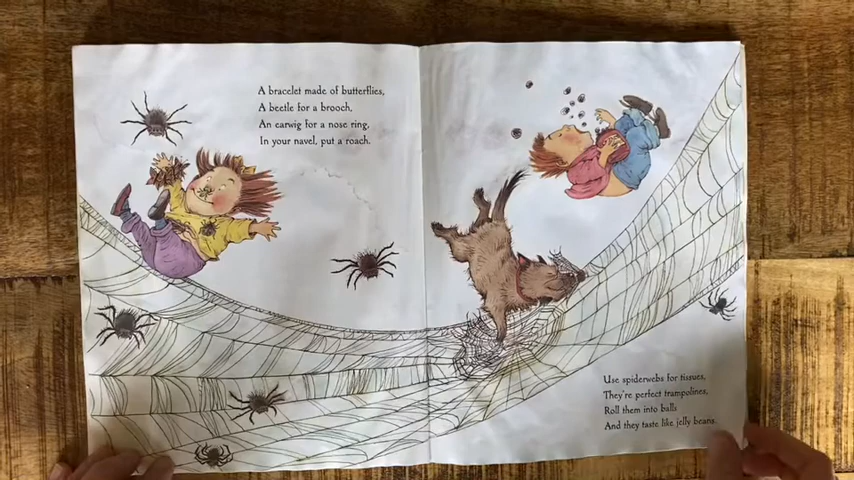 A bracelet made of butterflies,
A beetle for a brooch,
An earwig for a nose ring,
In your navel, put a roach.
Use spiderwebs for tissues,
They're perfect trampolines,
Roll them into balls
And they taste like jelly beans.